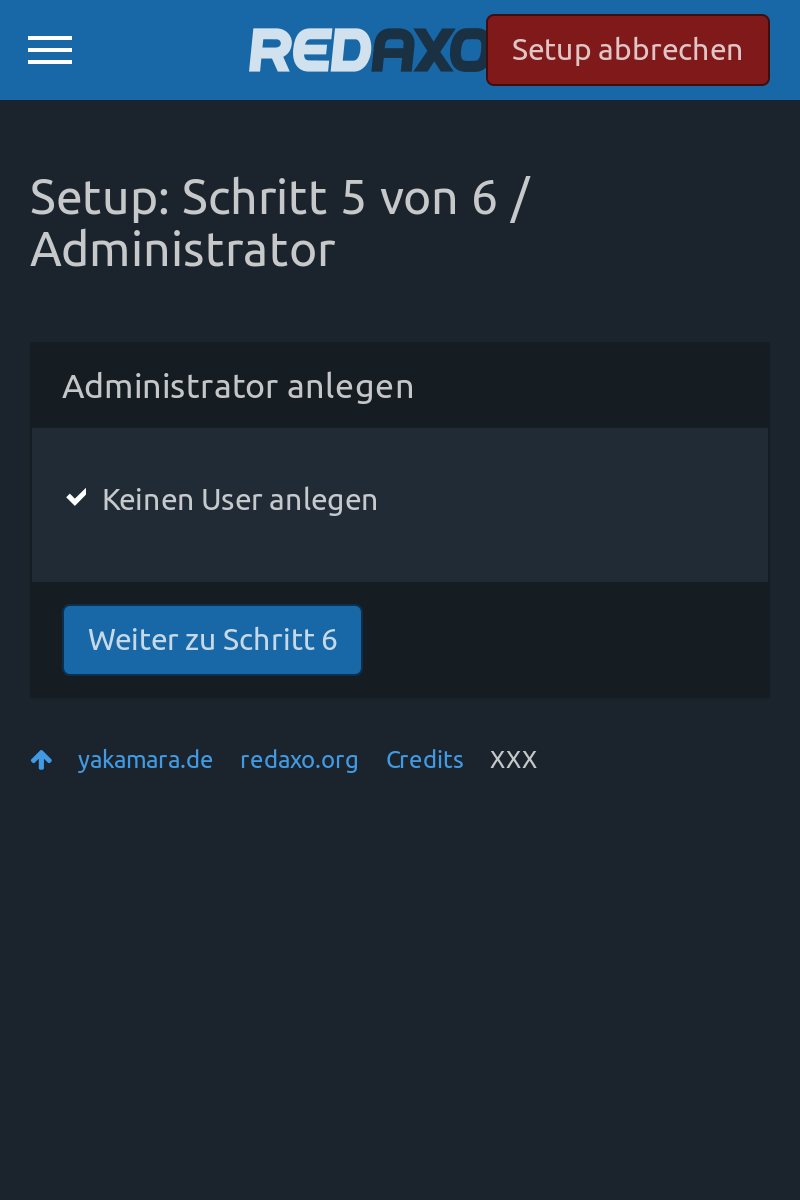 REDAXO
Setup abbrechen
Setup: Schritt 5 von 6 /
Administrator
Administrator anlegen
Keinen User anlegen
Weiter zu Schritt 6
yakamara.de redaxo.org Credits XXX